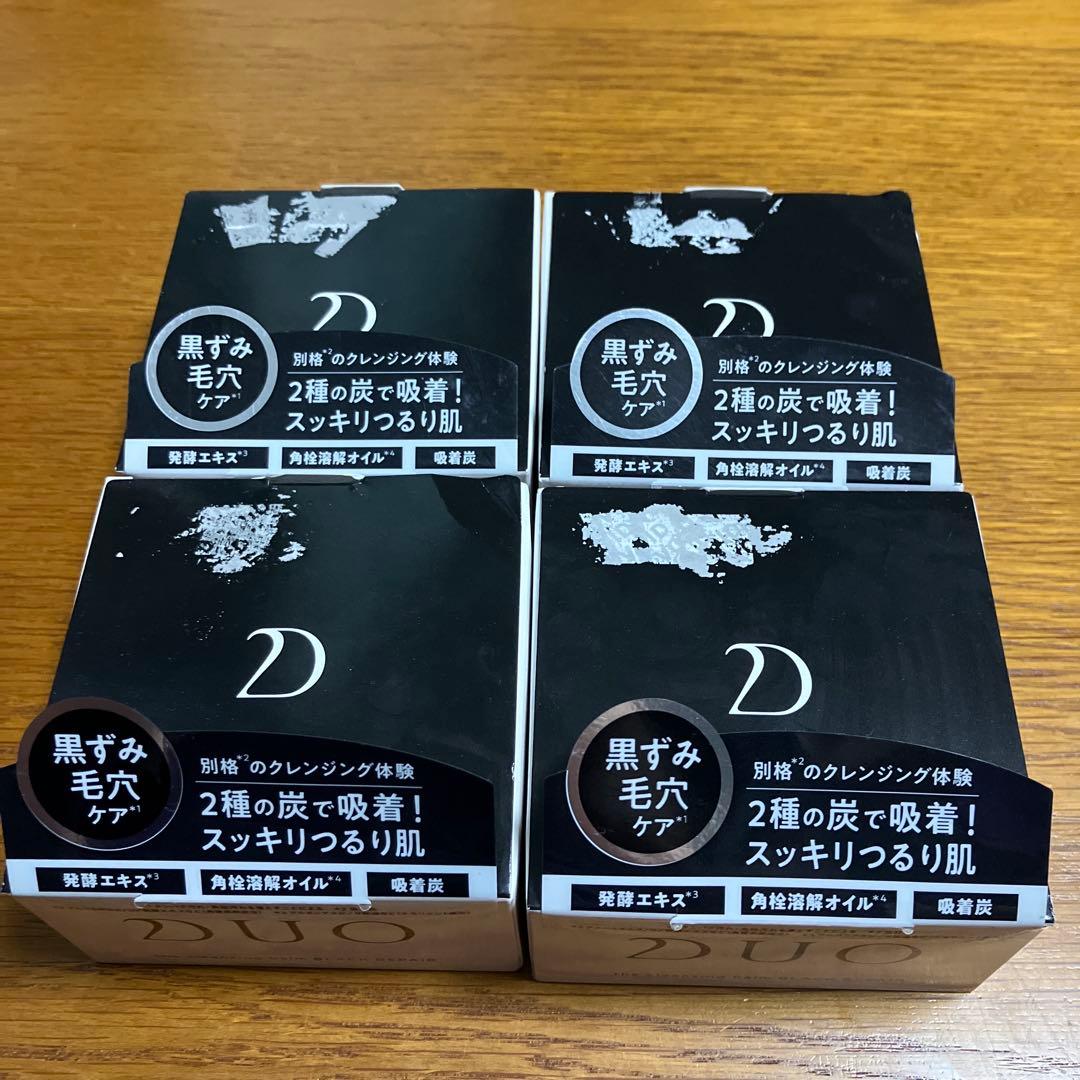 D
黒ずみ
毛穴
ケア*1
別格*2のクレンジング体験
2種の炭で吸着!
スッキリつるり肌
発酵エキス*3
角栓溶解オイル*4
吸着炭
D
黒ずみ
毛穴
ケア*1
別格*2のクレンジング体験
2種の炭で吸着!
スッキリつるり肌
発酵エキス*3
角栓溶解オイル*4
吸着炭
D
黒ずみ
毛穴
ケア*1
別格*2のクレンジング体験
2種の炭で吸着!
スッキリつるり肌
発酵エキス*3
角栓溶解オイル*4
吸着炭
DUO
D
黒ずみ
毛穴
ケア*1
別格*2のクレンジング体験
2種の炭で吸着!
スッキリつるり肌
発酵エキス*3
角栓溶解オイル*4
吸着炭
DUO